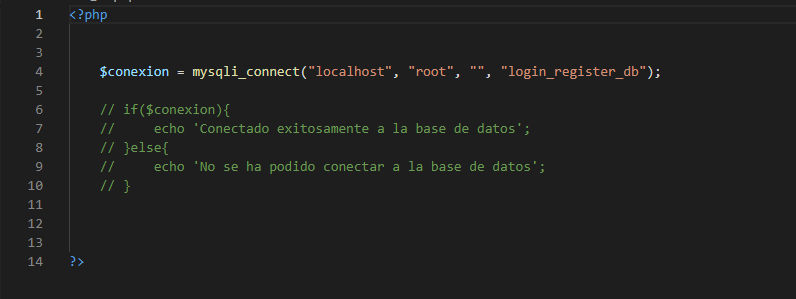 1 <?php
2
3
4 $conexion = mysqli_connect("localhost", "root", "", "login_register_db");
5
6 // if($conexion){
7 //     echo 'Conectado exitosamente a la base de datos';
8 // }else{
9 //     echo 'No se ha podido conectar a la base de datos';
10 // }
11
12
13
14 ?>